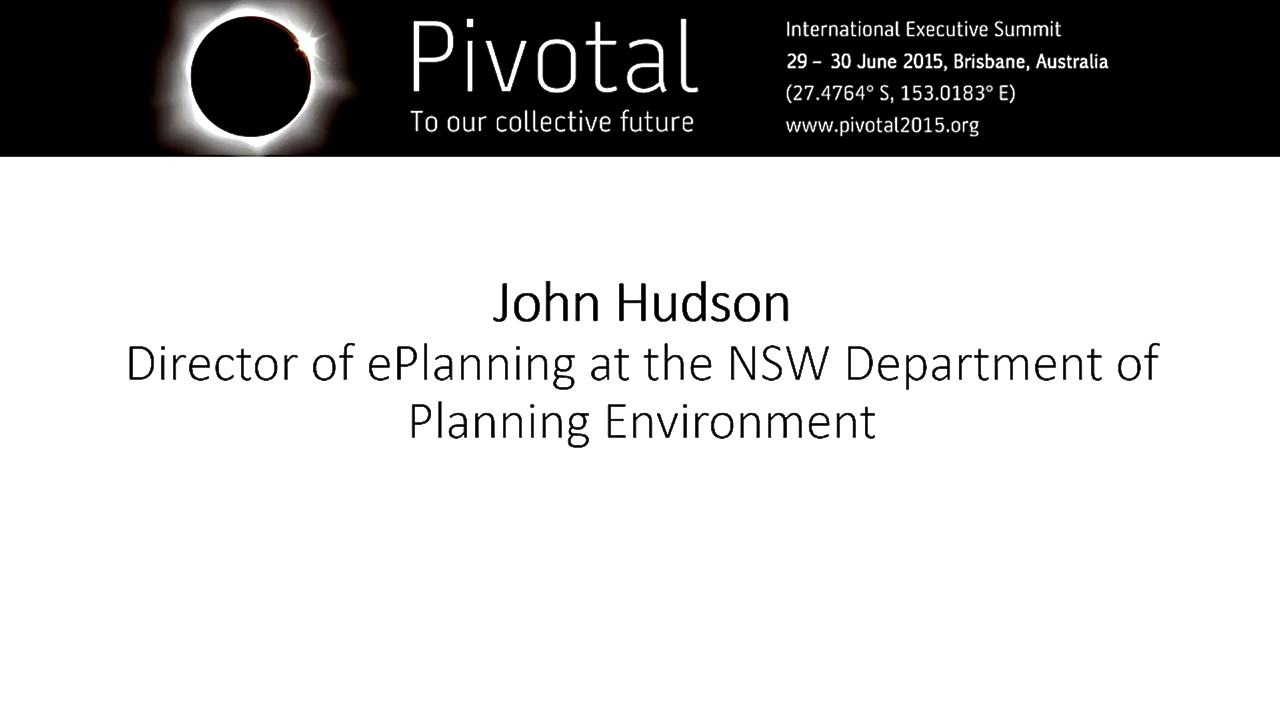 Pivotal
To our collective future
International Executive Summit
29 – 30 June 2015, Brisbane, Australia
(27.4764° S, 153.0183° E)
www.pivotal2015.org
John Hudson
Director of ePlanning at the NSW Department of
Planning Environment